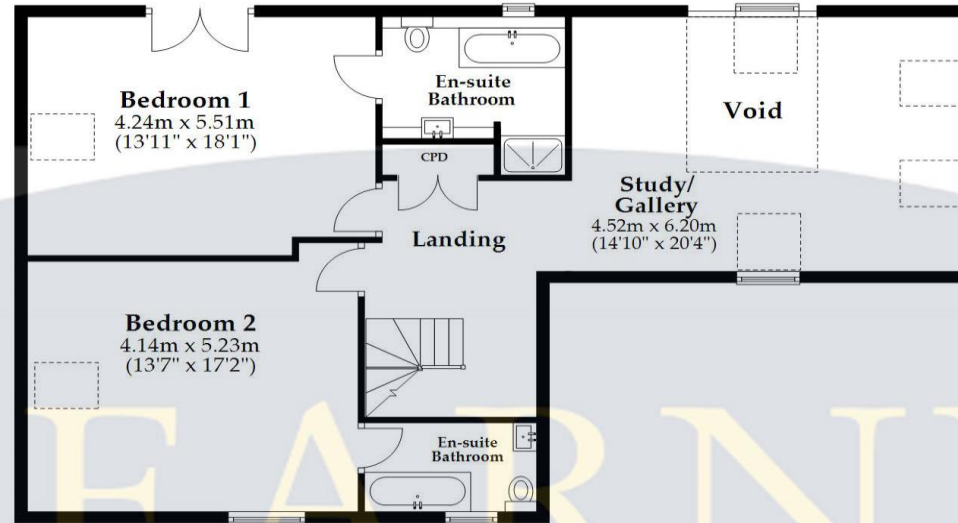 Bedroom 1
4.24m x 5.51m
(13'11" x 18'1")
En-suite
Bathroom
CPD
Void
Study/
Gallery
4.52m x 6.20m
(14'10" x 20'4")
Landing
Bedroom 2
4.14m x 5.23m
(13'7" x 17'2")
En-suite
Bathroom